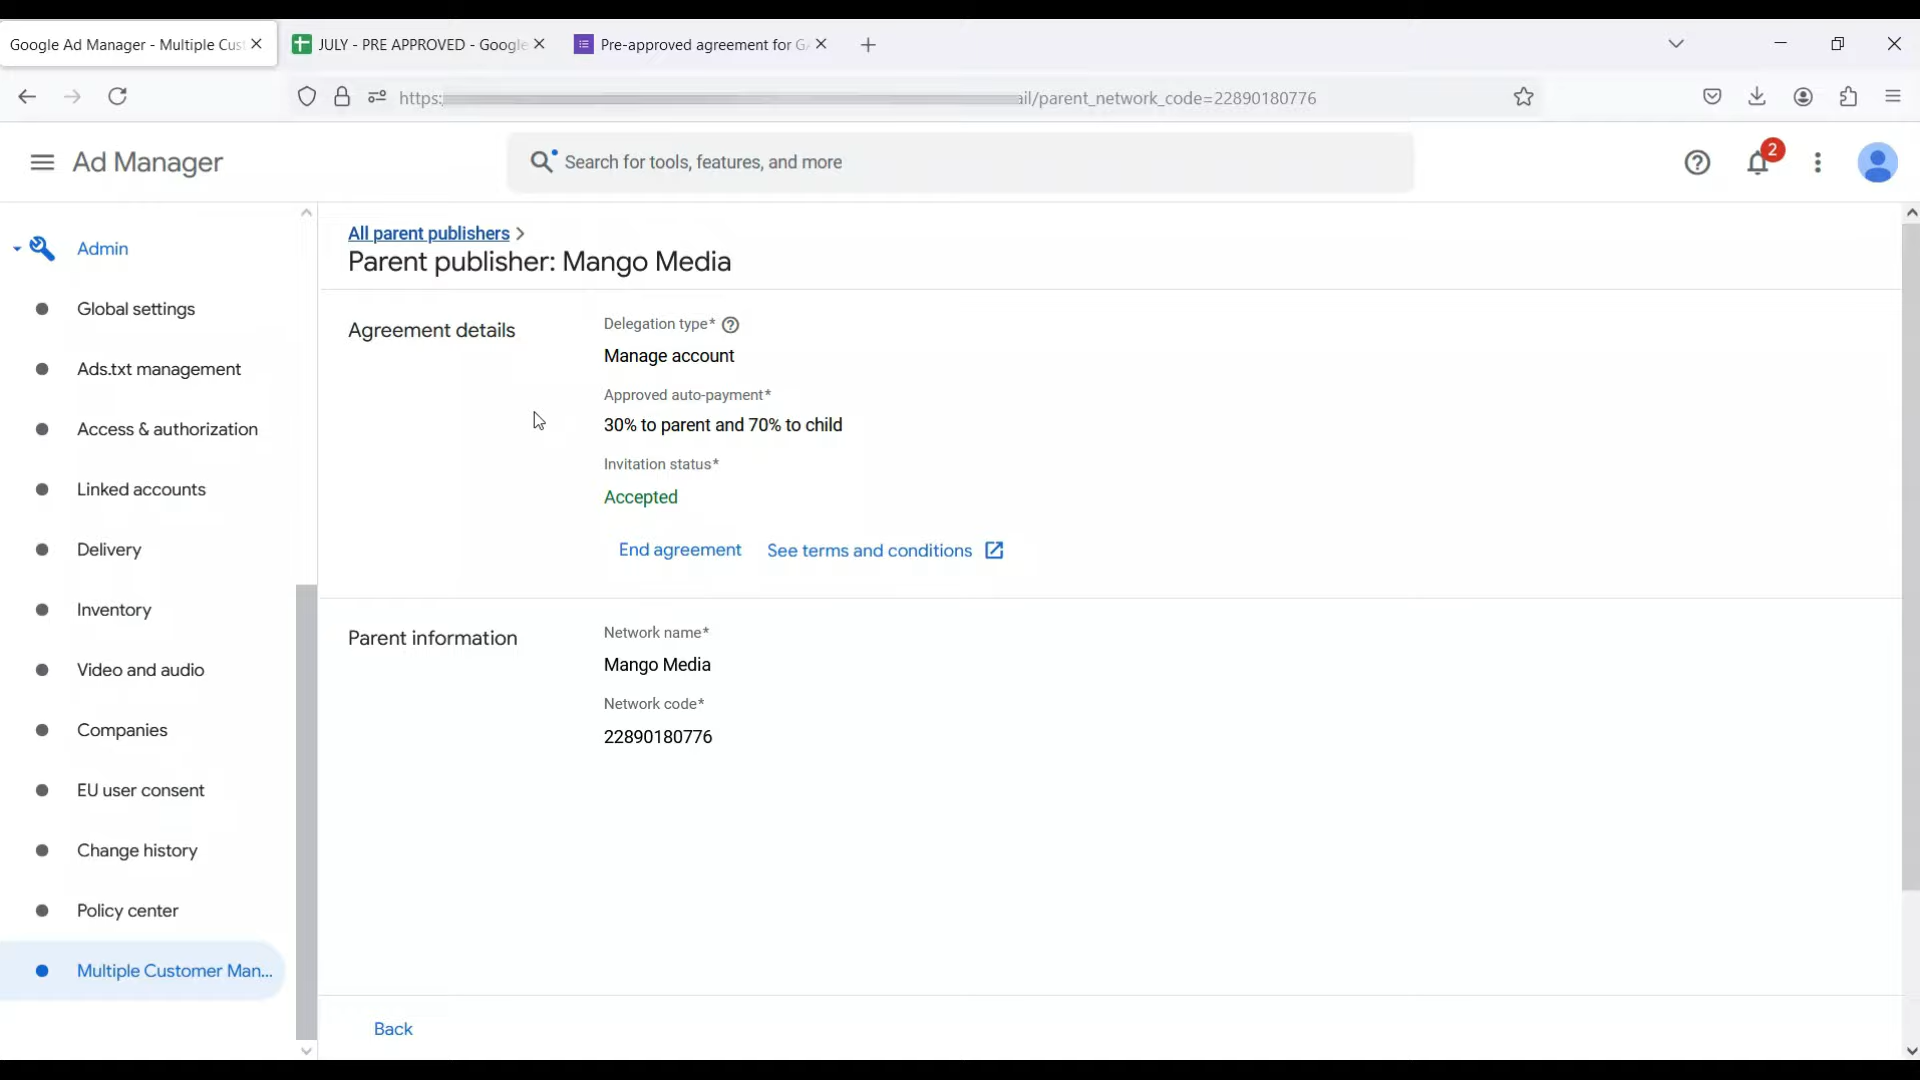 Google Ad Manager - Multiple Cus
JULY - PRE APPROVED - Google
Pre-approved agreement for GA
https:
ail/parent_network_code=22890180776
Ad Manager
Search for tools, features, and more
2
Admin
Global settings
Ads.txt management
Access & authorization
Linked accounts
Delivery
Inventory
Video and audio
Companies
EU user consent
Change history
Policy center
Multiple Customer Man...
All parent publishers
Parent publisher: Mango Media
Agreement details
Delegation type*
Manage account
Approved auto-payment*
30% to parent and 70% to child
Invitation status*
Accepted
End agreement
See terms and conditions
Parent information
Network name*
Mango Media
Network code*
22890180776
Back